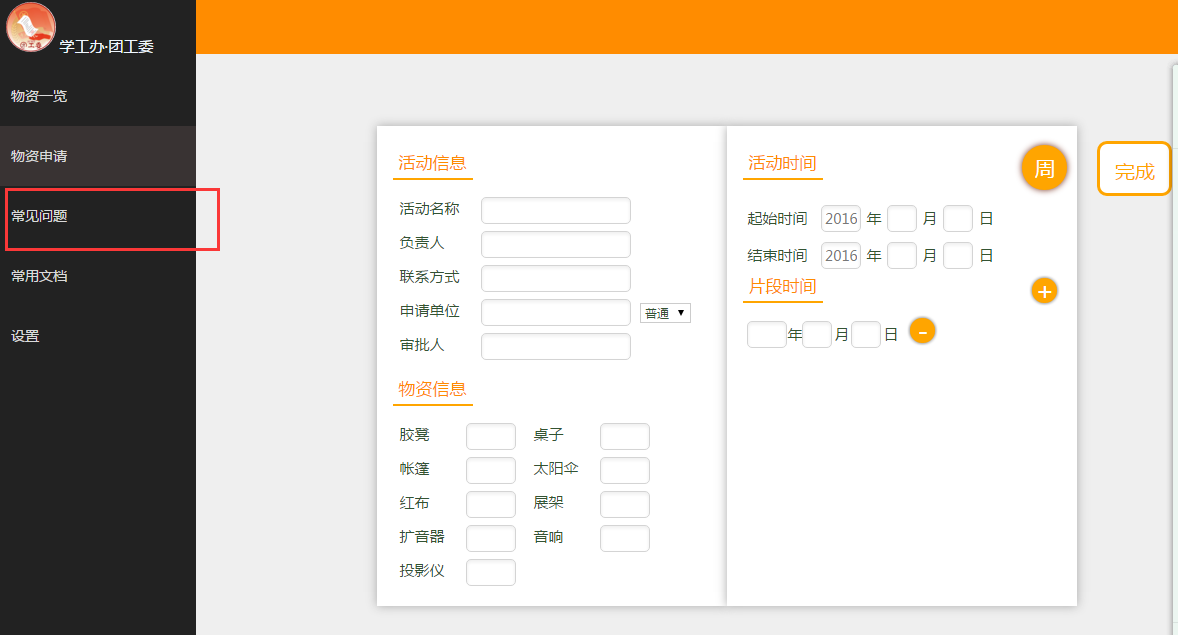 学工办·团工委
物资一览
物资申请
常见问题
常用文档
设置
活动信息
活动名称
负责人
联系方式
申请单位 普通 ▼
审批人
物资信息
胶凳 桌子
帐篷 太阳伞
红布 展架
扩音器 音响
投影仪
活动时间 周
起始时间 2016 年 月 日
结束时间 2016 年 月 日
片段时间 +
年 月 日 -
完成